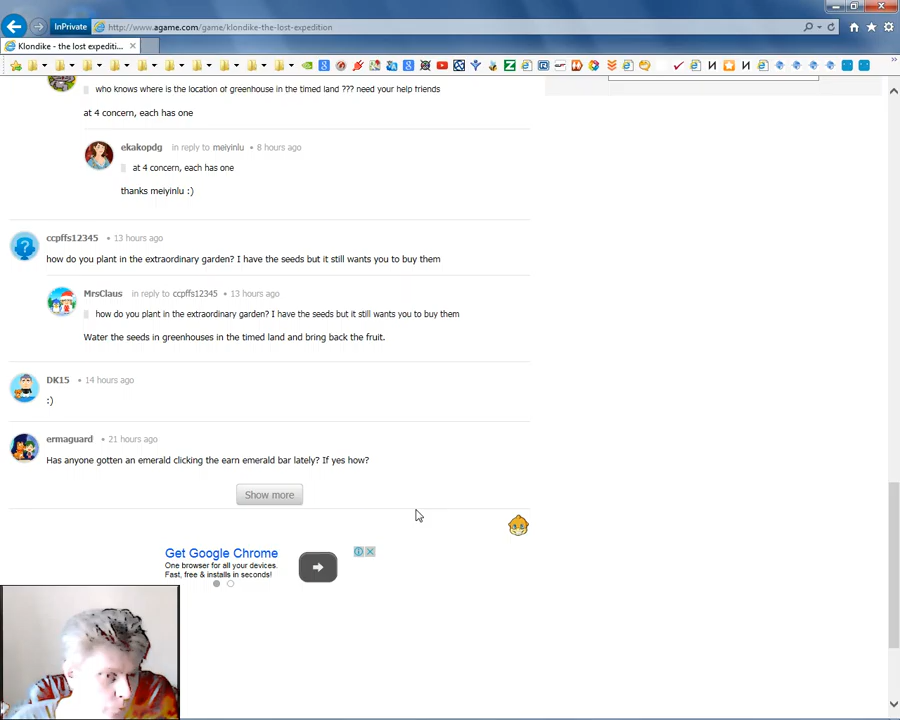 InPrivate
http://www.agame.com/game/klondike-the-lost-expedition
Klondike - the lost expediti...
who knows where is the location of greenhouse in the timed land ??? need your help friends
at 4 concern, each has one
ekakopdg in reply to meiyinlu • 8 hours ago
at 4 concern, each has one
thanks meiyinlu :)
ccpffs12345 • 13 hours ago
how do you plant in the extraordinary garden? I have the seeds but it still wants you to buy them
MrsClaus in reply to ccpffs12345 • 13 hours ago
how do you plant in the extraordinary garden? I have the seeds but it still wants you to buy them
Water the seeds in greenhouses in the timed land and bring back the fruit.
DK15 • 14 hours ago
:)
ermaguard • 21 hours ago
Has anyone gotten an emerald clicking the earn emerald bar lately? If yes how?
Show more
Get Google Chrome
One browser for all your devices.
Fast, free & installs in seconds!